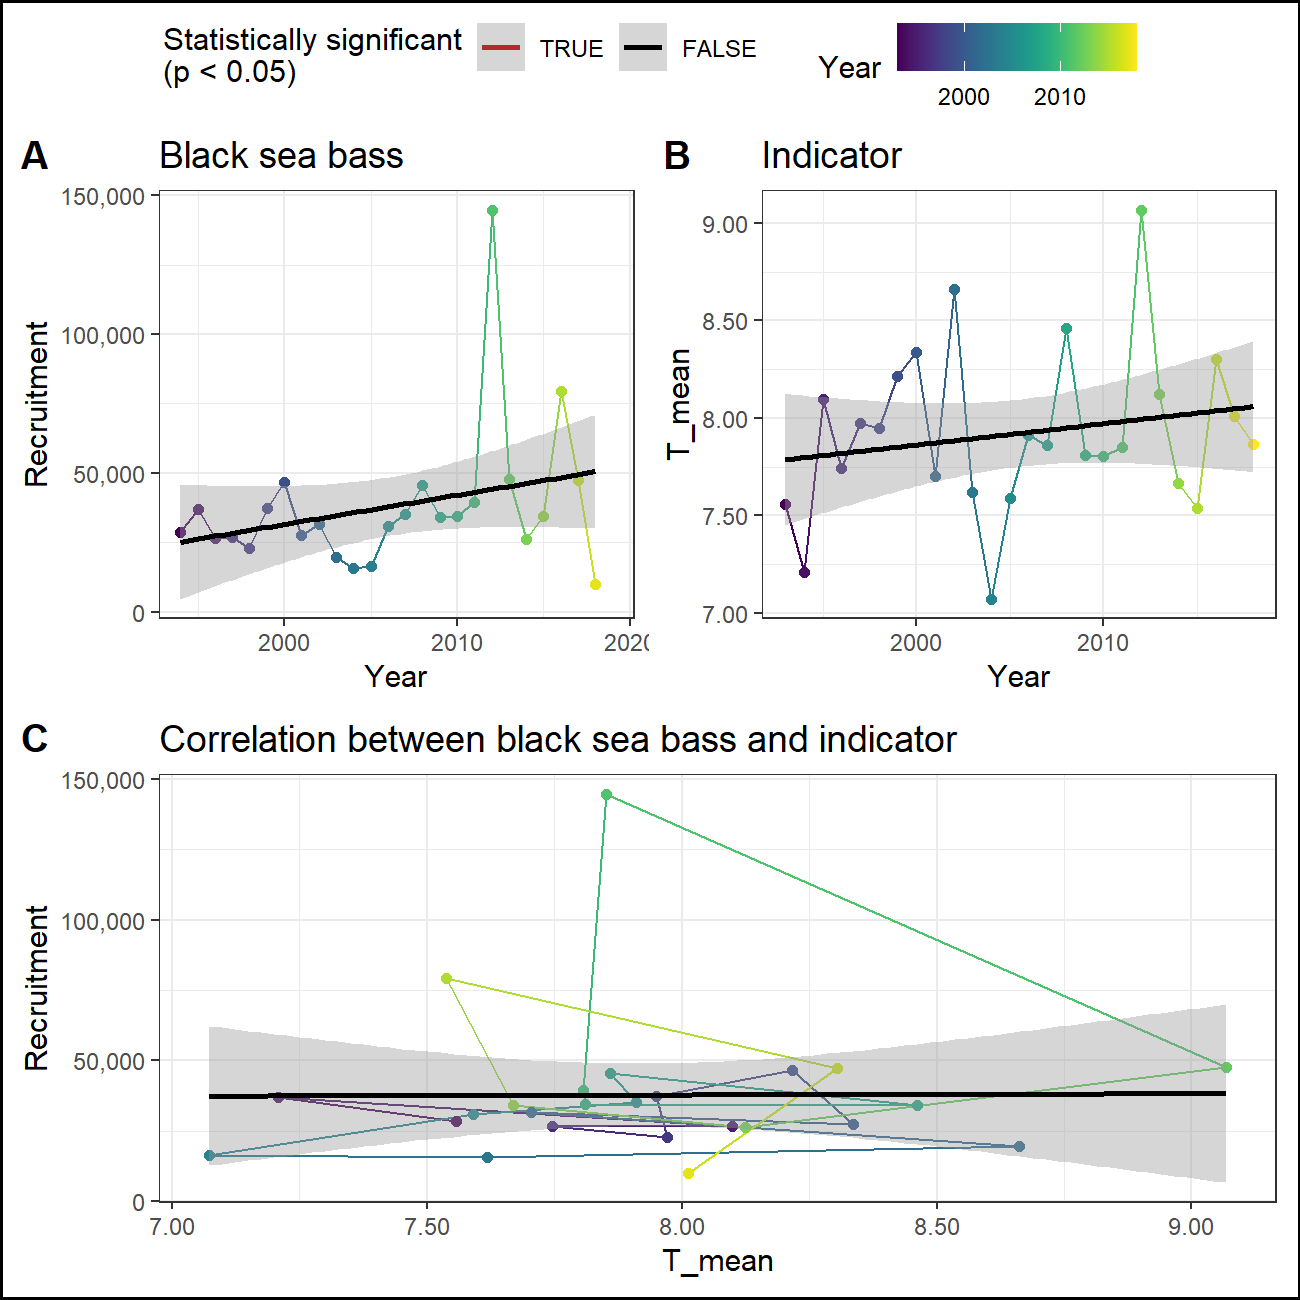 Statistically significant
(p < 0.05)
TRUE
FALSE
Year
2000
2010
A
Black sea bass
150,000
100,000
50,000
0
Recruitment
2000
2010
202
Year
B
Indicator
9.00
8.50
8.00
7.50
7.00
T_mean
2000
2010
Year
C
Correlation between black sea bass and indicator
150,000
100,000
50,000
0
Recruitment
7.00
7.50
8.00
8.50
9.00
T_mean